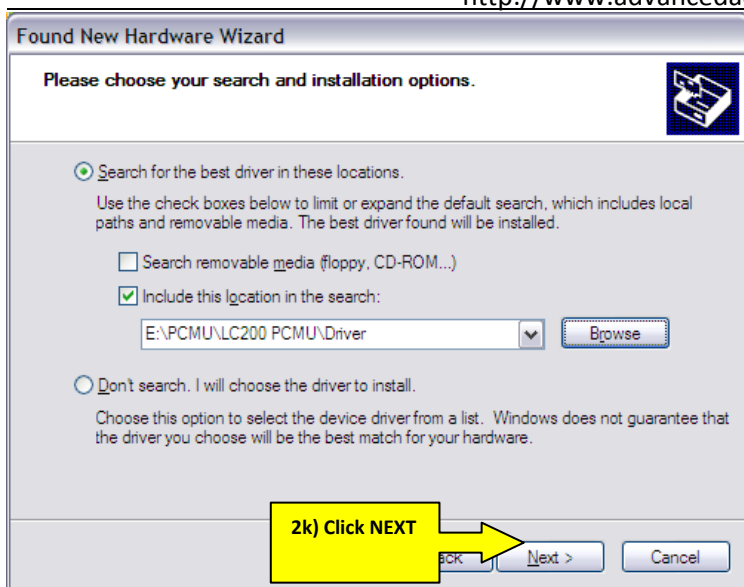 http://www.advanceda
Found New Hardware Wizard
Please choose your search and installation options.
Search for the best driver in these locations.
Use the check boxes below to limit or expand the default search, which includes local
paths and removable media. The best driver found will be installed.
Search removable media (floppy, CD-ROM...)
Include this location in the search:
E:\PCMU\LC200 PCMU\Driver
Browse
Don't search. I will choose the driver to install.
Choose this option to select the device driver from a list. Windows does not guarantee that
the driver you choose will be the best match for your hardware.
2k) Click NEXT
Next >
Cancel